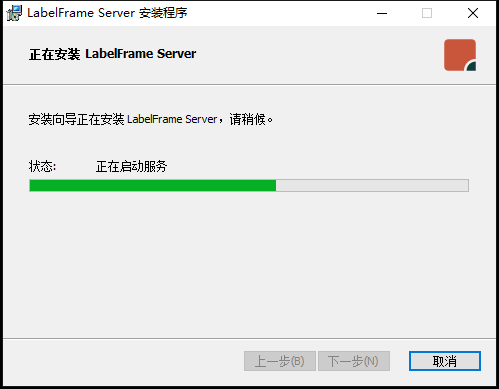 LabelFrame Server 安装程序
正在安装 LabelFrame Server
安装向导正在安装 LabelFrame Server，请稍候。
状态: 正在启动服务
上一步(B) 下一步(N) 取消